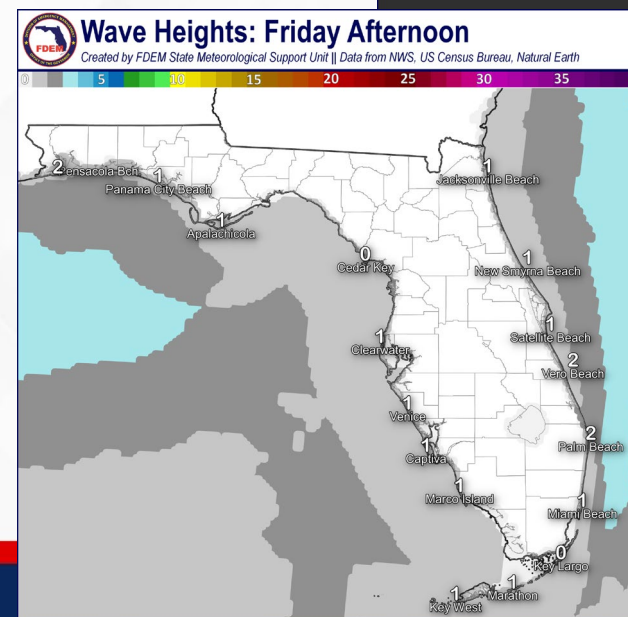 Wave Heights: Friday Afternoon
Created by FDEM State Meteorological Support Unit || Data from NWS, US Census Bureau, Natural Earth
FDEM
0 5 10 15 20 25 30 35
2
Pensacola Bch
1
Panama City Beach
1
Apalachicola
1
Jacksonville Beach
0
Cedar Key
1
New Smyrna Beach
1
Satellite Beach
1
Clearwater
2
Vero Beach
1
Venice
2
Palm Beach
1
Captiva
1
Marco Island
1
Miami Beach
0
Key Largo
1
Marathon
1
Key West